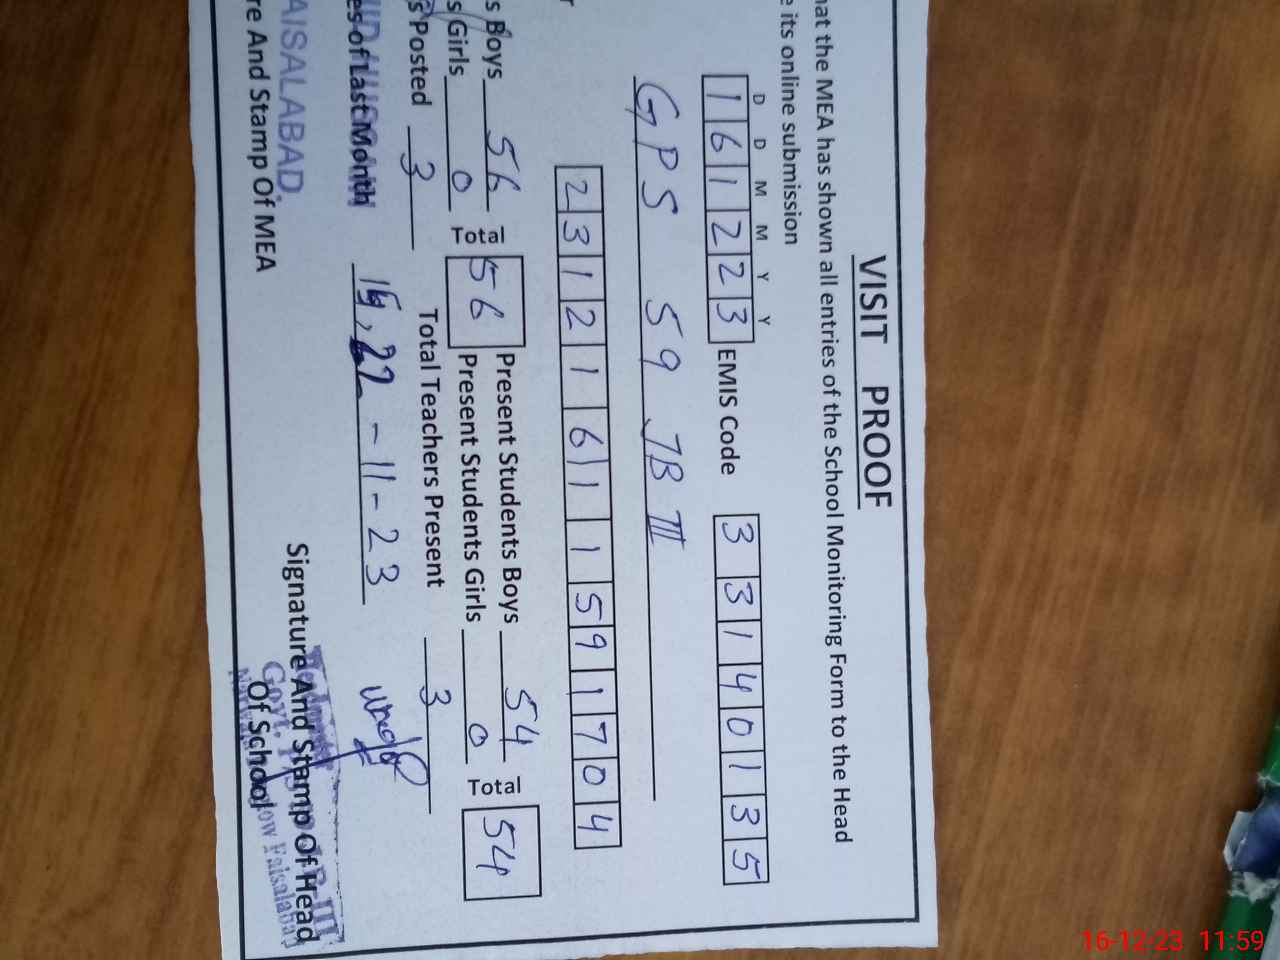 VISIT PROOF
hat the MEA has shown all entries of the School Monitoring Form to the Head
e its online submission
D D M M Y Y
1 6 1 2 2 3 EMIS Code 3 3 1 4 0 1 3 5
GPS 59 JB III
r
2 3 1 2 1 6 1 1 5 9 1 7 0 4
s Boys 56 Total 56 Present Students Boys 54 Total 54
s Girls 0 Present Students Girls 0
s Posted 3 Total Teachers Present 3
es of Last Month 22-11-23
AISALABAD.
re And Stamp Of MEA
Signature And Stamp Of Head
Of School
Govt.
Faisalabad
16-12-23 11:59